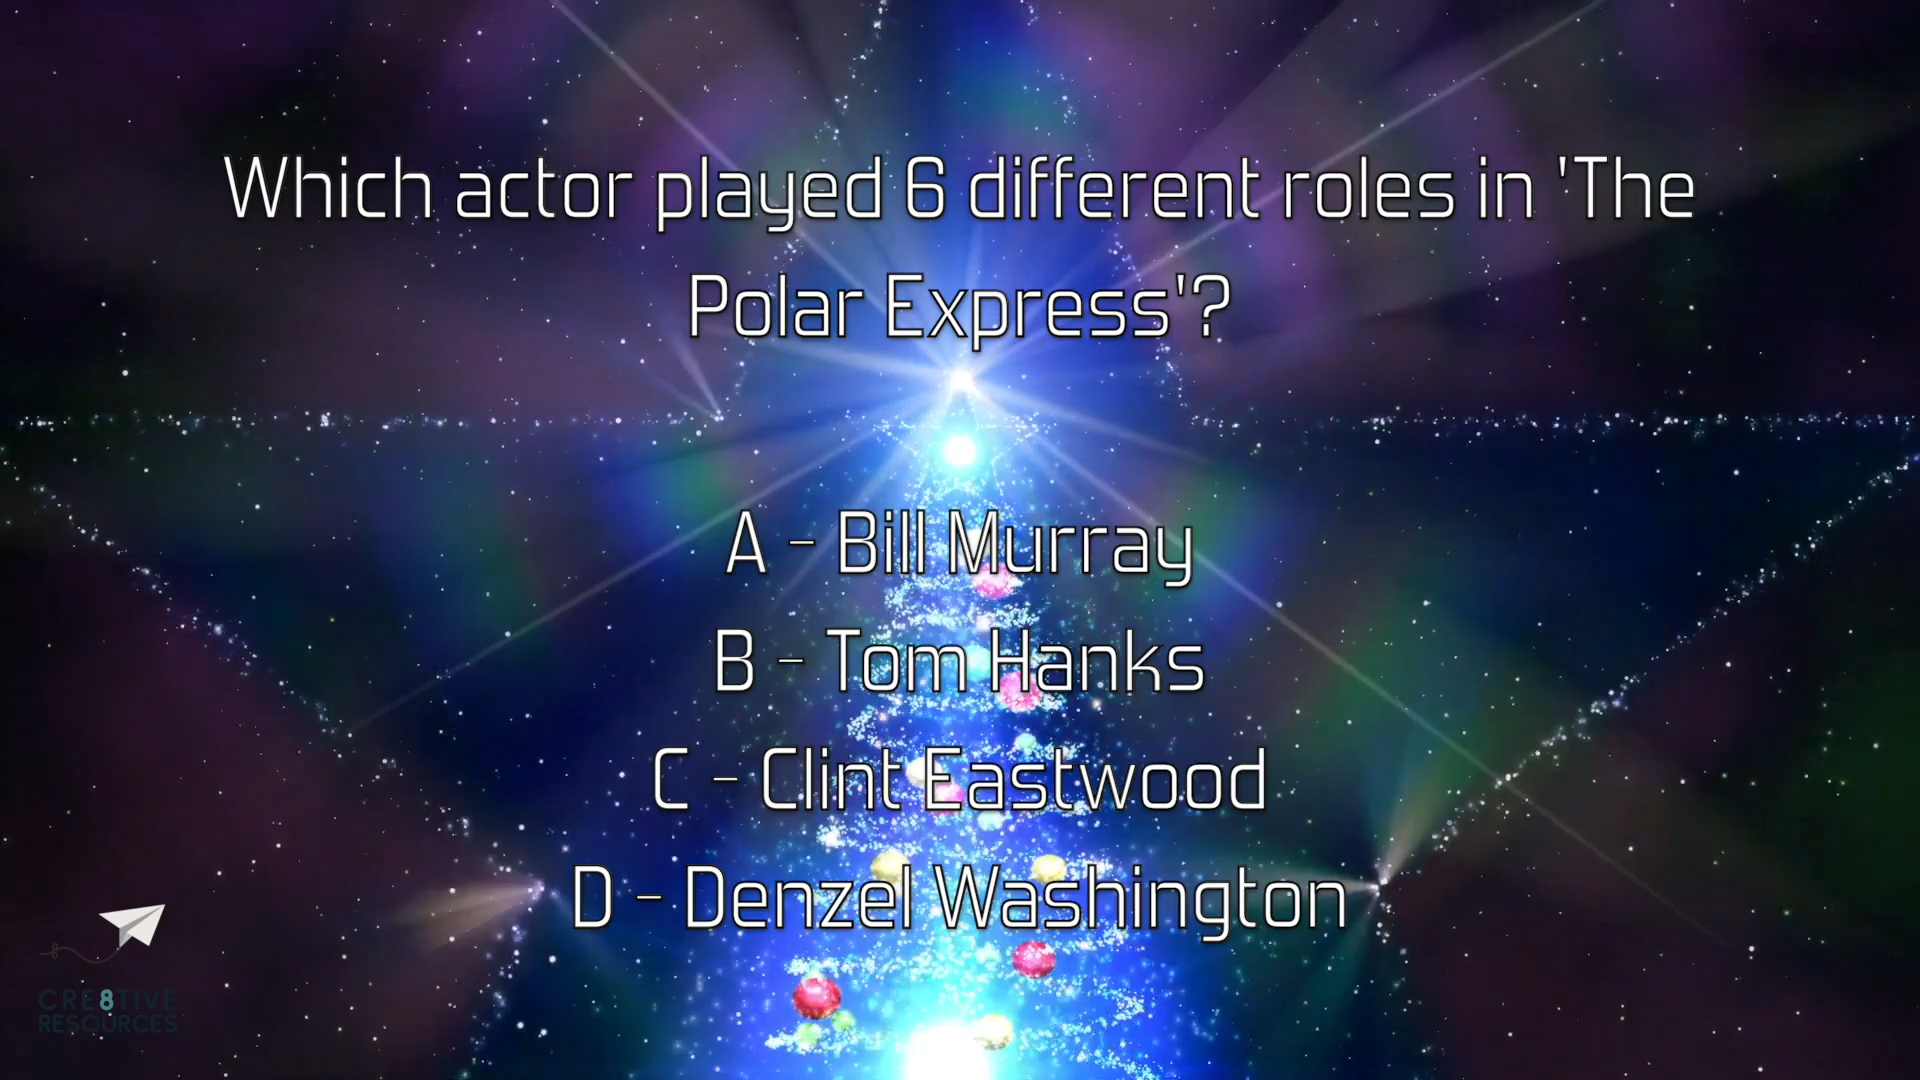 Which actor played 6 different roles in 'The
Polar Express'?
A - Bill Murray
B - Tom Hanks
C - Clint Eastwood
D - Denzel Washington
CRE8TIVE
RESOURCES